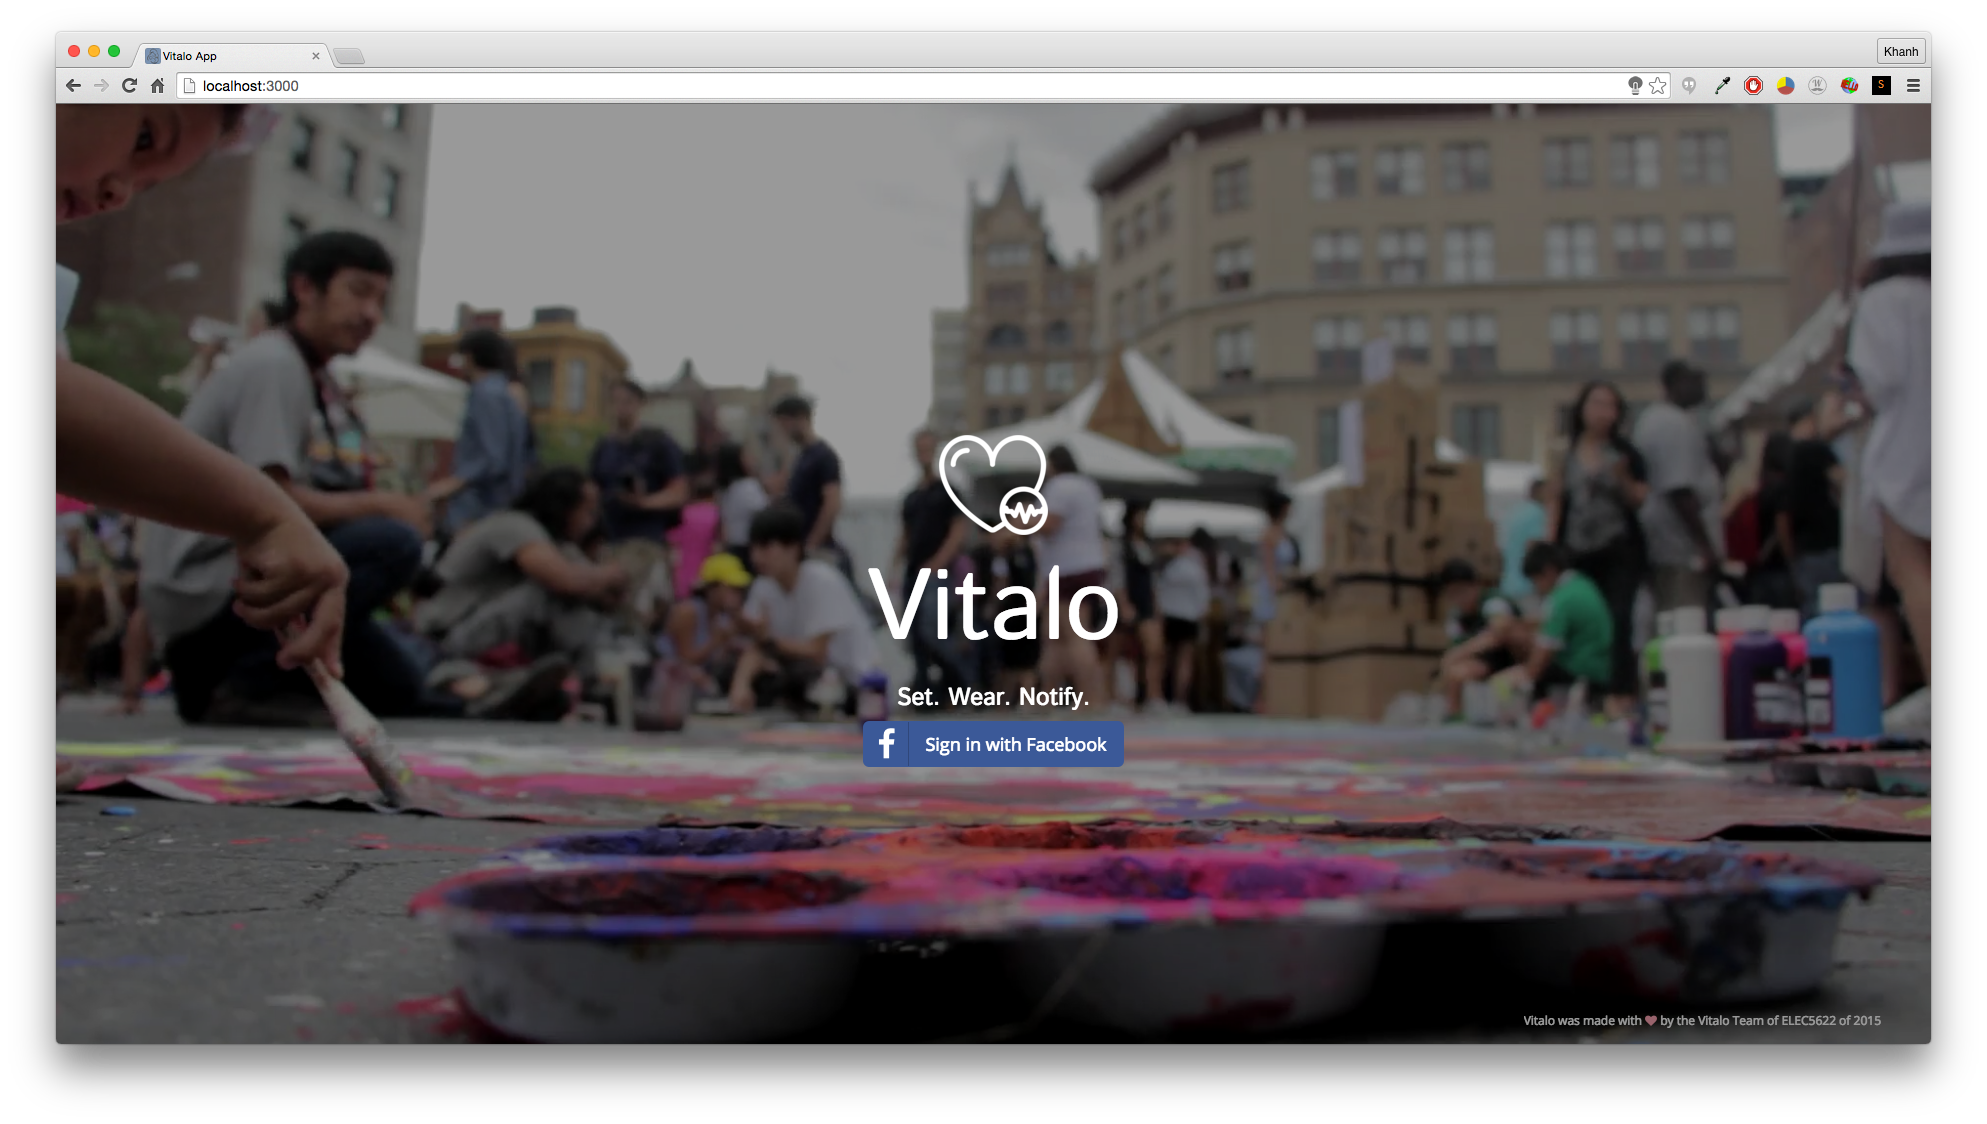 Vitalo App
Khanh
localhost:3000
Vitalo
Set. Wear. Notify.
Sign in with Facebook
Vitalo was made with ❤ by the Vitalo Team of ELEC5622 of 2015